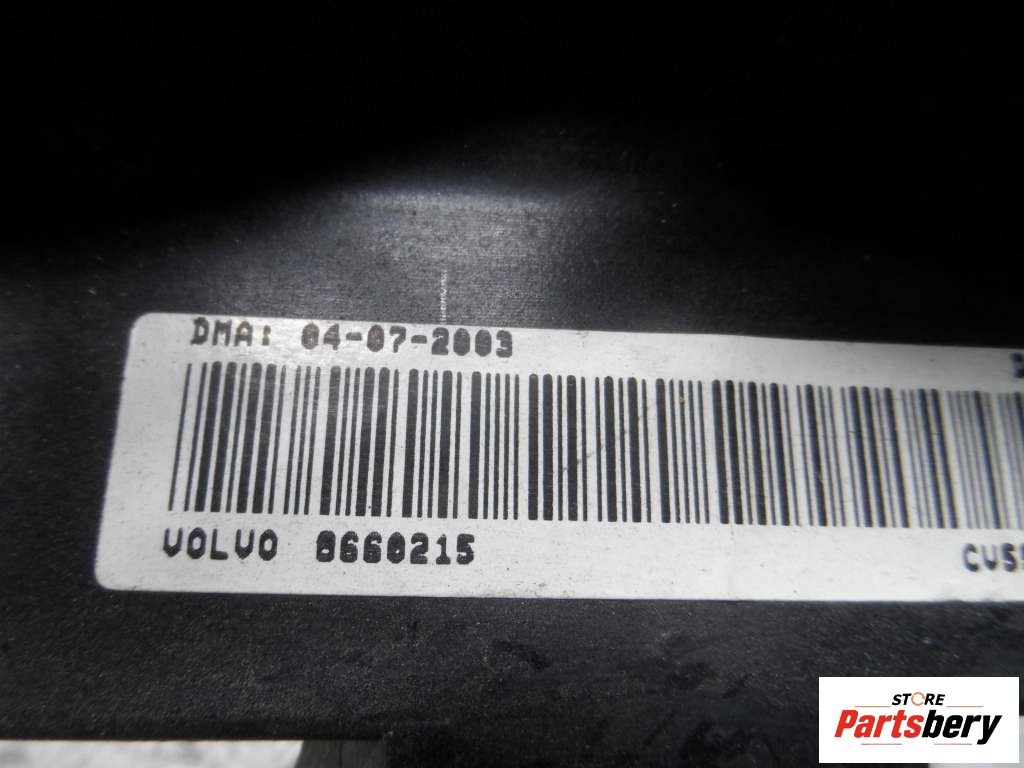 DMA: 04-07-2003
VOLVO 8660215
STORE
Partsbery